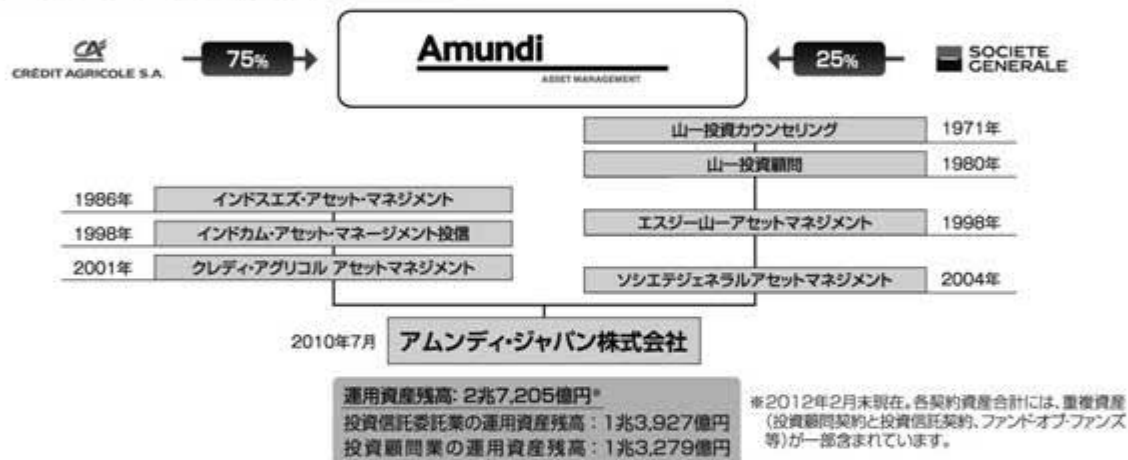 CA
CRÉDIT AGRICOLE S.A.
75%
Amundi
ASSET MANAGEMENT
25%
SOCIETE
GENERALE
山一投資カウンセリング 1971年
山一投資顧問 1980年
1986年 インドスエズ・アセット・マネジメント
1998年 インドカム・アセット・マネージメント投信
エスジー山一アセットマネジメント 1998年
2001年 クレディ・アグリコル アセットマネジメント
ソシエテジェネラルアセットマネジメント 2004年
2010年7月 アムンディ・ジャパン株式会社
運用資産残高: 2兆7,205億円※
投資信託委託業の運用資産残高：1兆3,927億円
投資顧問業の運用資産残高：1兆3,279億円
※2012年2月末現在。各契約資産合計には、重複資産
（投資顧問契約と投資信託契約、ファンド・オブ・ファンズ
等）が一部含まれています。